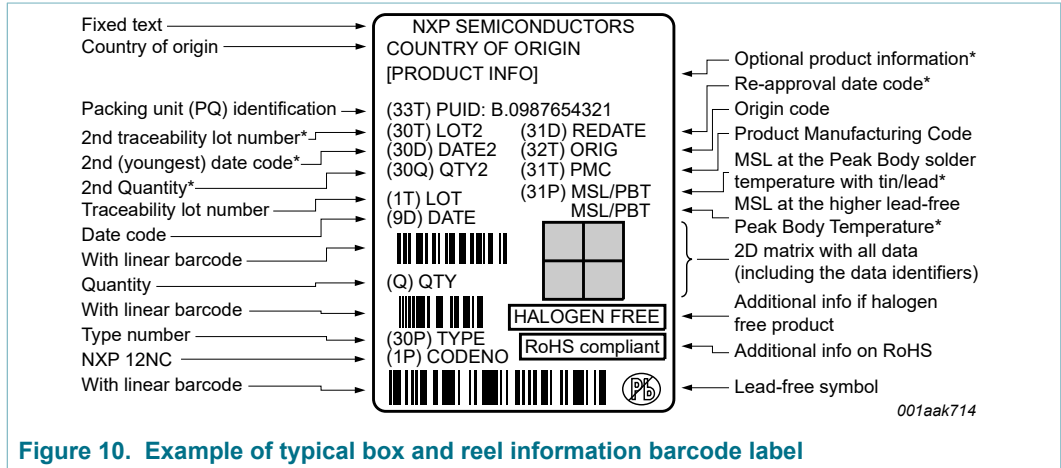 Fixed text
Country of origin
Packing unit (PQ) identification
2nd traceability lot number*
2nd (youngest) date code*
2nd Quantity*
Traceability lot number
Date code
With linear barcode
Quantity
With linear barcode
Type number
NXP 12NC
With linear barcode
NXP SEMICONDUCTORS
COUNTRY OF ORIGIN
[PRODUCT INFO]
(33T) PUID: B.0987654321
(30T) LOT2 (31D) REDATE
(30D) DATE2 (32T) ORIG
(30Q) QTY2 (31T) PMC
(31P) MSL/PBT
(1T) LOT MSL/PBT
(9D) DATE
(Q) QTY
HALOGEN FREE
(30P) TYPE
RoHS compliant
(1P) CODENO
Pb
Optional product information*
Re-approval date code*
Origin code
Product Manufacturing Code
MSL at the Peak Body solder
temperature with tin/lead*
MSL at the higher lead-free
Peak Body Temperature*
2D matrix with all data
(including the data identifiers)
Additional info if halogen
free product
Additional info on RoHS
Lead-free symbol
001aak714
Figure 10. Example of typical box and reel information barcode label